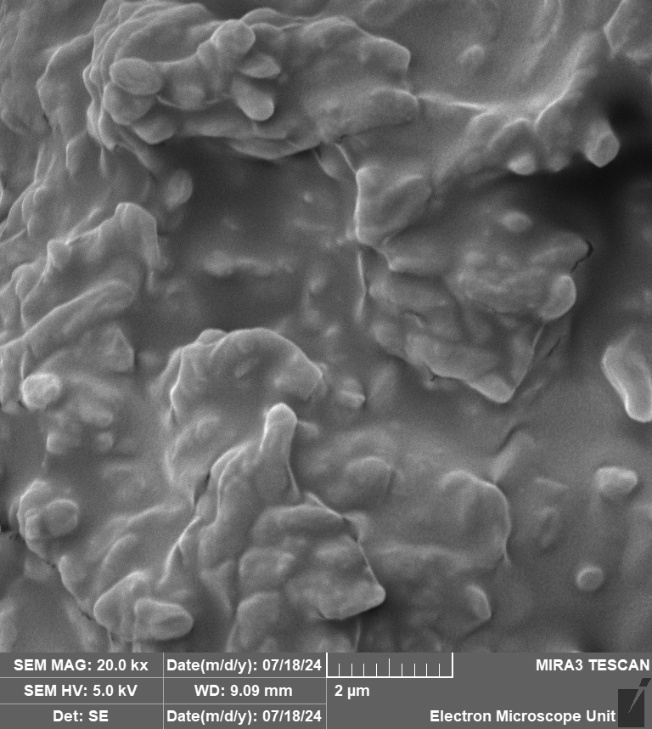 SEM MAG: 20.0 kx
Date(m/d/y): 07/18/24
MIRA3 TESCAN
SEM HV: 5.0 kV
WD: 9.09 mm
2 µm
Det: SE
Date(m/d/y): 07/18/24
Electron Microscope Unit